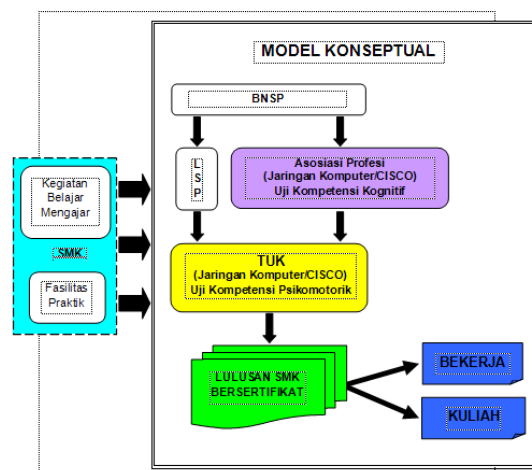 MODEL KONSEPTUAL
BNSP
L
S
P
Asosiasi Profesi
(Jaringan Komputer/CISCO)
Uji Kompetensi Kognitif
Kegiatan
Belajar
Mengajar
SMK
Fasilitas
Praktik
TUK
(Jaringan Komputer/CISCO)
Uji Kompetensi Psikomotorik
LULUSAN SMK
BERSERTIFIKAT
BEKERJA
KULIAH